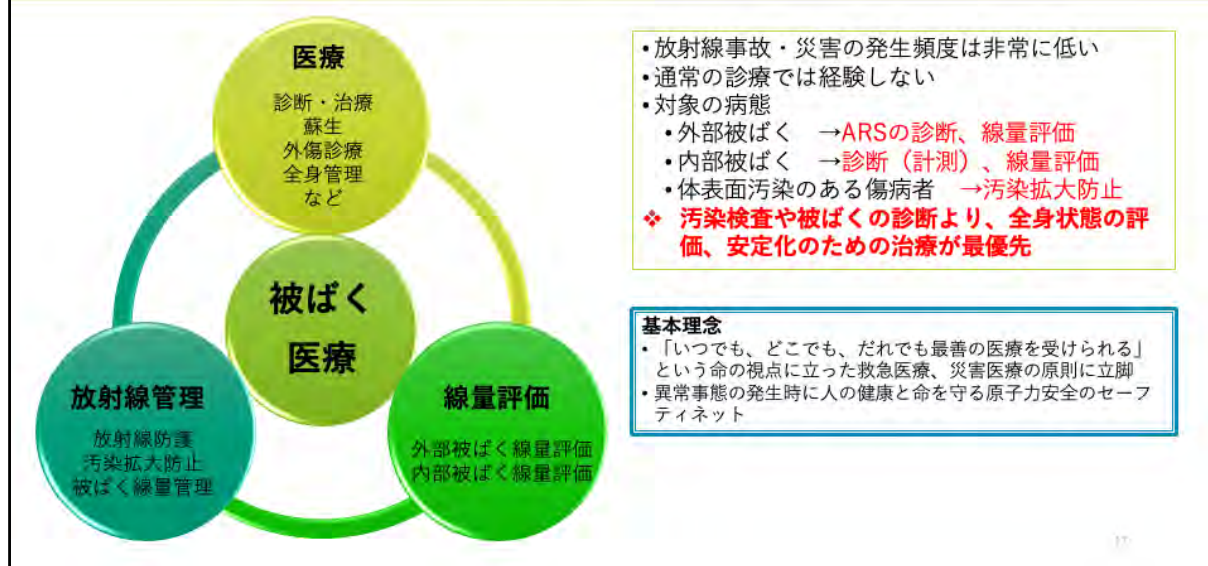 医療
診断・治療
蘇生
外傷診療
全身管理
など
被ばく
医療
放射線管理
放射線防護
汚染拡大防止
被ばく線量管理
線量評価
外部被ばく線量評価
内部被ばく線量評価
•放射線事故・災害の発生頻度は非常に低い
•通常の診療では経験しない
•対象の病態
•外部被ばく　→ARSの診断、線量評価
•内部被ばく　→診断（計測）、線量評価
•体表面汚染のある傷病者　→汚染拡大防止
❖ 汚染検査や被ばくの診断より、全身状態の評
価、安定化のための治療が最優先
基本理念
• 「いつでも、どこでも、だれでも最善の医療を受けられる」
という命の視点に立った救急医療、災害医療の原則に立脚
• 異常事態の発生時に人の健康と命を守る原子力安全のセーフ
ティネット
17